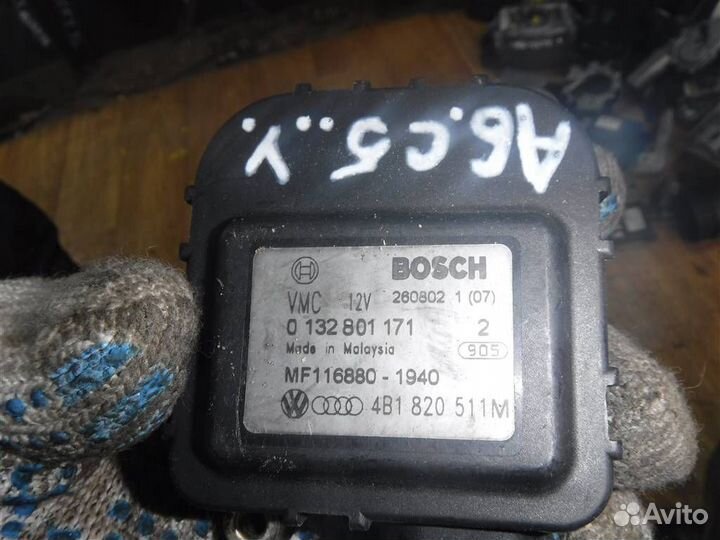 A6.C5..Y.
BOSCH
VMC 12V 260802 1 (07)
0 132 801 171 2
Made in Malaysia 905
MF116880-1940
4B1 820 511M
Avito